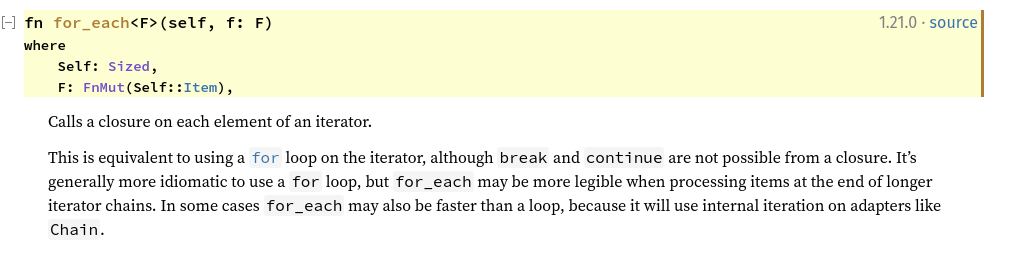 [−] fn for_each<F>(self, f: F) 1.21.0 · source
where
Self: Sized,
F: FnMut(Self::Item),
Calls a closure on each element of an iterator.
This is equivalent to using a for loop on the iterator, although break and continue are not possible from a closure. It’s
generally more idiomatic to use a for loop, but for_each may be more legible when processing items at the end of longer
iterator chains. In some cases for_each may also be faster than a loop, because it will use internal iteration on adapters like
Chain.